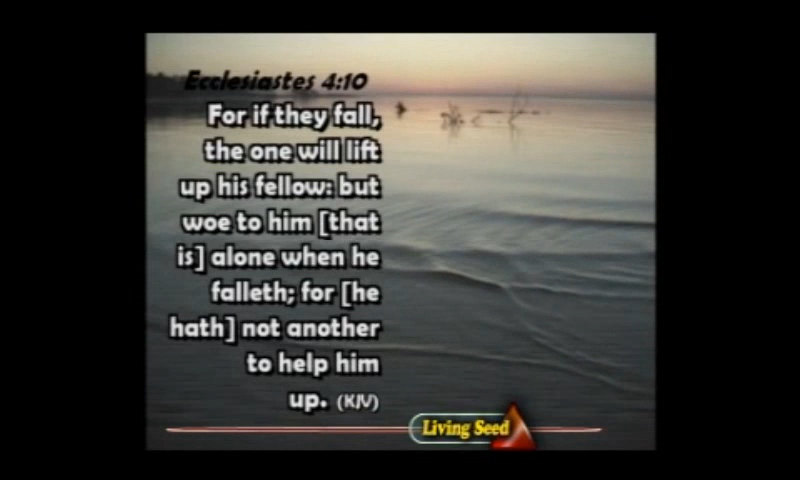 Ecclesiastes 4:10
For if they fall,
the one will lift
up his fellow: but
woe to him [that
is] alone when he
falleth; for [he
hath] not another
to help him
up. (KJV)
Living Seed